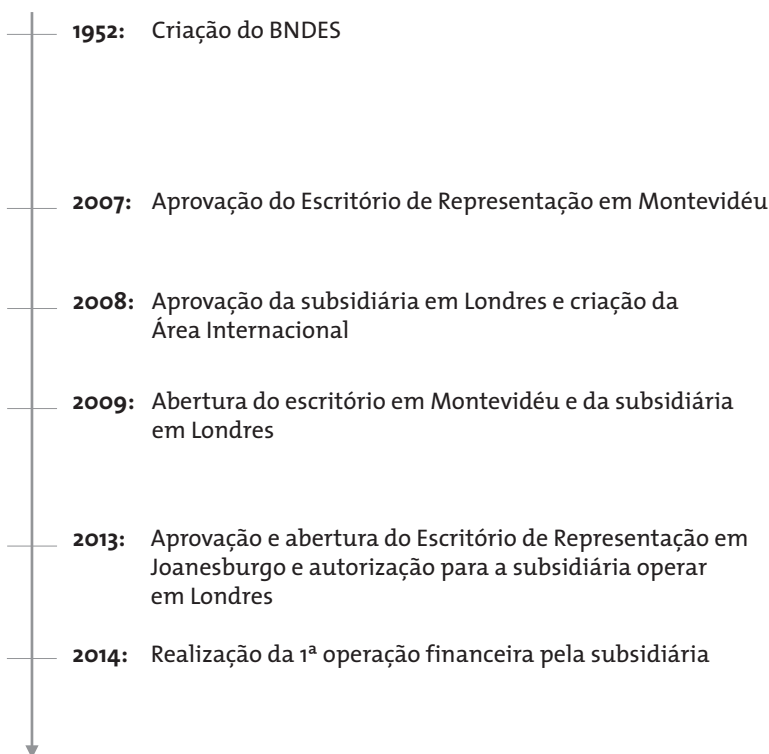 1952: Criação do BNDES
2007: Aprovação do Escritório de Representação em Montevidéu
2008: Aprovação da subsidiária em Londres e criação da
Área Internacional
2009: Abertura do escritório em Montevidéu e da subsidiária
em Londres
2013: Aprovação e abertura do Escritório de Representação em
Joanesburgo e autorização para a subsidiária operar
em Londres
2014: Realização da 1ª operação financeira pela subsidiária